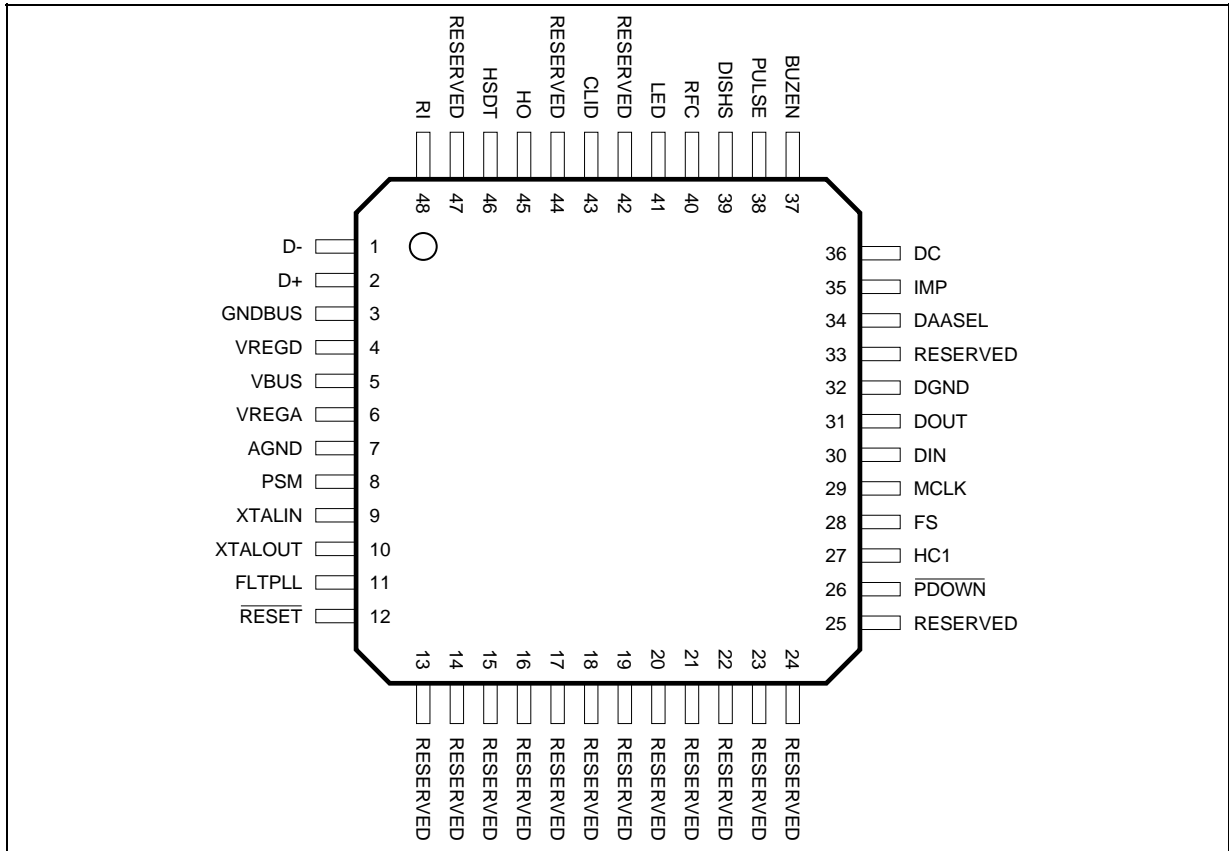 RI
RESERVED
HSDT
HO
RESERVED
CLID
RESERVED
LED
RFC
DISHS
PULSE
BUZEN
48
47
46
45
44
43
42
41
40
39
38
37
D- 1
D+ 2
GNDBUS 3
VREGD 4
VBUS 5
VREGA 6
AGND 7
PSM 8
XTALIN 9
XTALOUT 10
FLTPLL 11
RESET 12
36 DC
35 IMP
34 DAASEL
33 RESERVED
32 DGND
31 DOUT
30 DIN
29 MCLK
28 FS
27 HC1
26 PDOWN
25 RESERVED
13
14
15
16
17
18
19
20
21
22
23
24
RESERVED
RESERVED
RESERVED
RESERVED
RESERVED
RESERVED
RESERVED
RESERVED
RESERVED
RESERVED
RESERVED
RESERVED